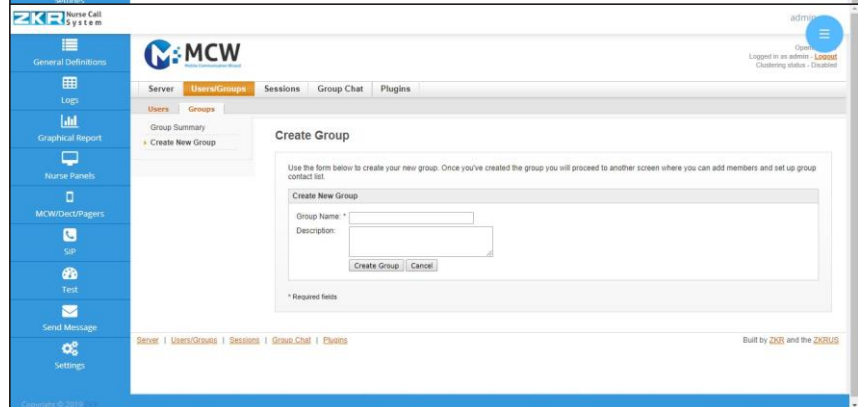 ZKR Nurse Call System
admin
General Definitions
Logs
Graphical Report
Nurse Panels
MCW/Dect/Pagers
SIP
Test
Send Message
Settings
Copyright © 2019 ZKR
MCW
Mobile Communication Wizard
Logged in as admin - Logout
Clustering status - Disabled
Server Users/Groups Sessions Group Chat Plugins
Users Groups
Group Summary
Create New Group
Create Group
Use the form below to create your new group. Once you've created the group you will proceed to another screen where you can add members and set up group
contact list.
Create New Group
Group Name: *
Description:
Create Group Cancel
* Required fields
Server | Users/Groups | Sessions | Group Chat | Plugins
Built by ZKR and the ZKRUS